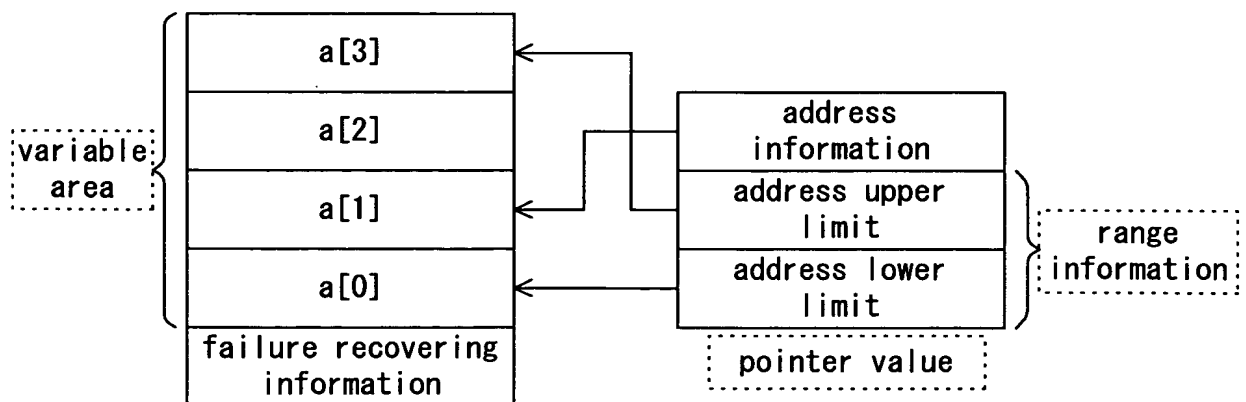 a[3]
a[2]
a[1]
a[0]
failure recovering
information
variable
area
address
information
address upper
limit
address lower
limit
pointer value
range
information